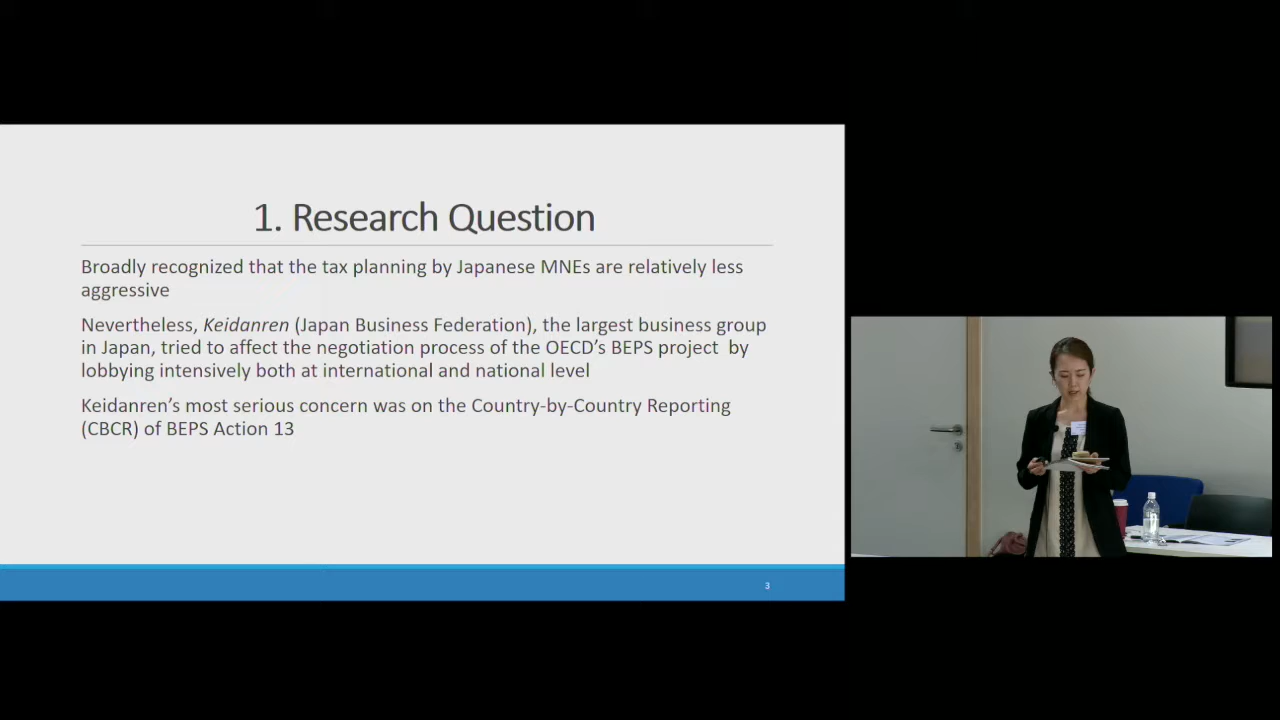 1. Research Question
Broadly recognized that the tax planning by Japanese MNEs are relatively less
aggressive
Nevertheless, Keidanren (Japan Business Federation), the largest business group
in Japan, tried to affect the negotiation process of the OECD’s BEPS project  by
lobbying intensively both at international and national level
Keidanren’s most serious concern was on the Country-by-Country Reporting
(CBCR) of BEPS Action 13
3